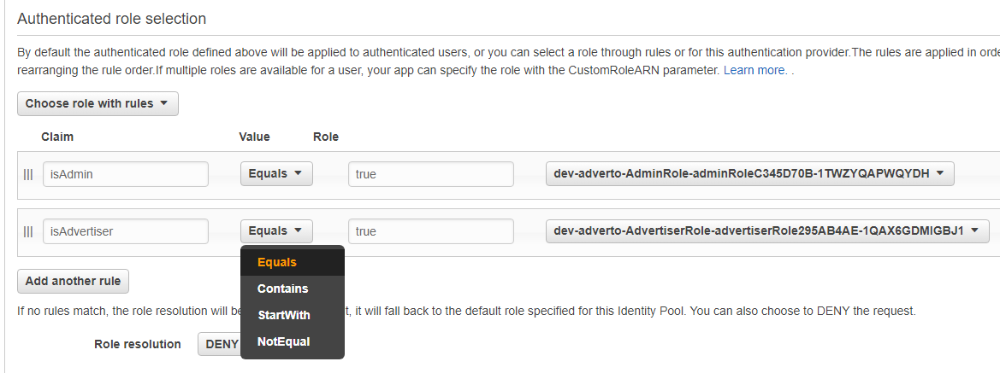 Authenticated role selection
By default the authenticated role defined above will be applied to authenticated users, or you can select a role through rules or for this authentication provider.The rules are applied in orde
rearranging the rule order.If multiple roles are available for a user, your app can specify the role with the CustomRoleARN parameter. Learn more. .
Choose role with rules
Claim Value Role
isAdmin Equals true dev-adverto-AdminRole-adminRoleC345D70B-1TWZYQAPWQYDH
isAdvertiser Equals true dev-adverto-AdvertiserRole-advertiserRole295AB4AE-1QAX6GDMIGBJ1
Equals
Add another rule
Contains
If no rules match, the role resolution will be t, it will fall back to the default role specified for this Identity Pool. You can also choose to DENY the request.
StartWith
Role resolution DENY
NotEqual